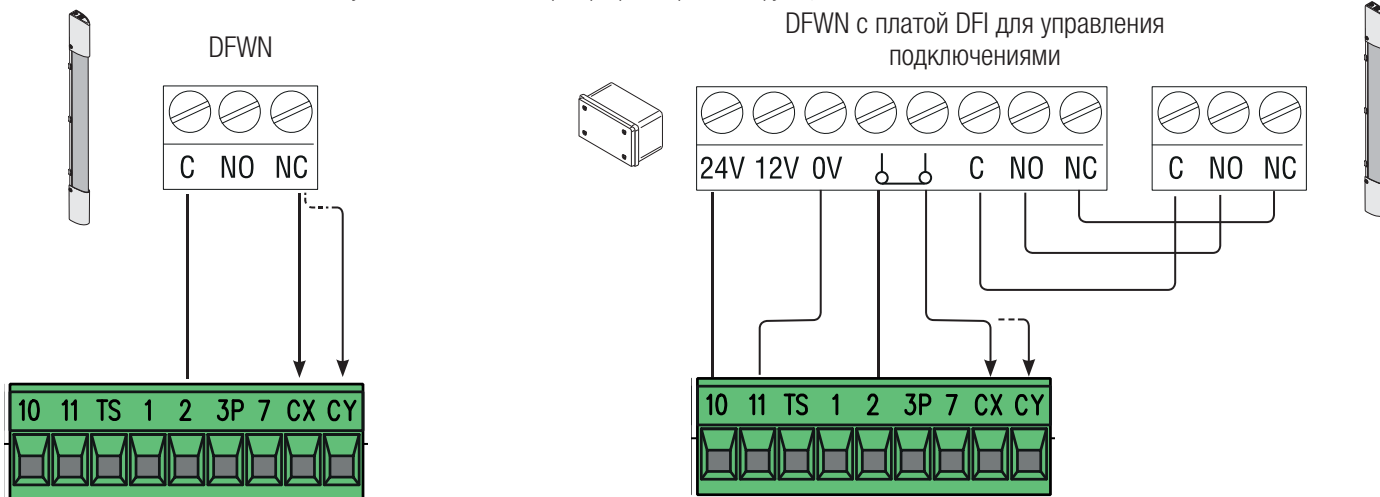 DFWN
C NO NC
10 11 TS 1 2 3P 7 CX CY
DFWN с платой DFI для управления
подключениями
24V 12V 0V C NO NC
C NO NC
10 11 TS 1 2 3P 7 CX CY